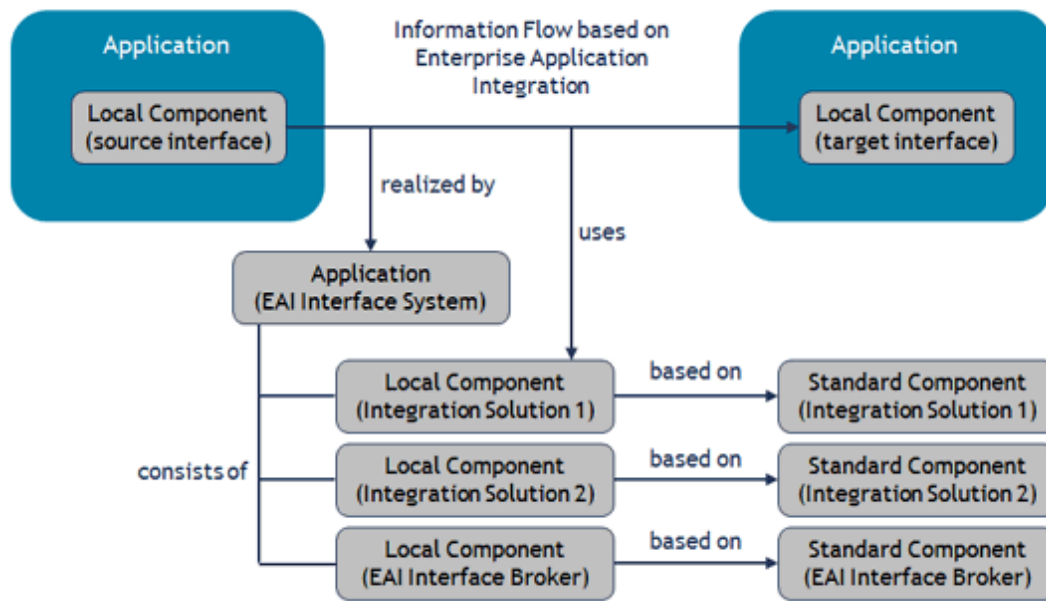 Application
Information Flow based on
Enterprise Application
Integration
Application
Local Component
(source interface)
Local Component
(target interface)
realized by
uses
Application
(EAI Interface System)
Local Component
(Integration Solution 1)
based on
Standard Component
(Integration Solution 1)
consists of
Local Component
(Integration Solution 2)
based on
Standard Component
(Integration Solution 2)
Local Component
(EAI Interface Broker)
based on
Standard Component
(EAI Interface Broker)